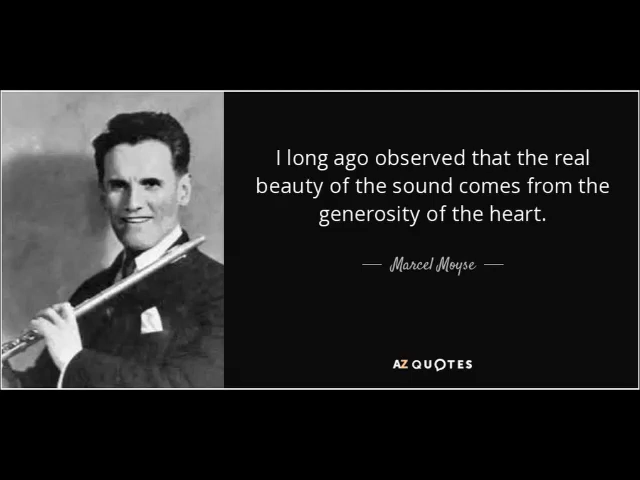 I long ago observed that the real
beauty of the sound comes from the
generosity of the heart.
Marcel Moyse
AZ QUOTES